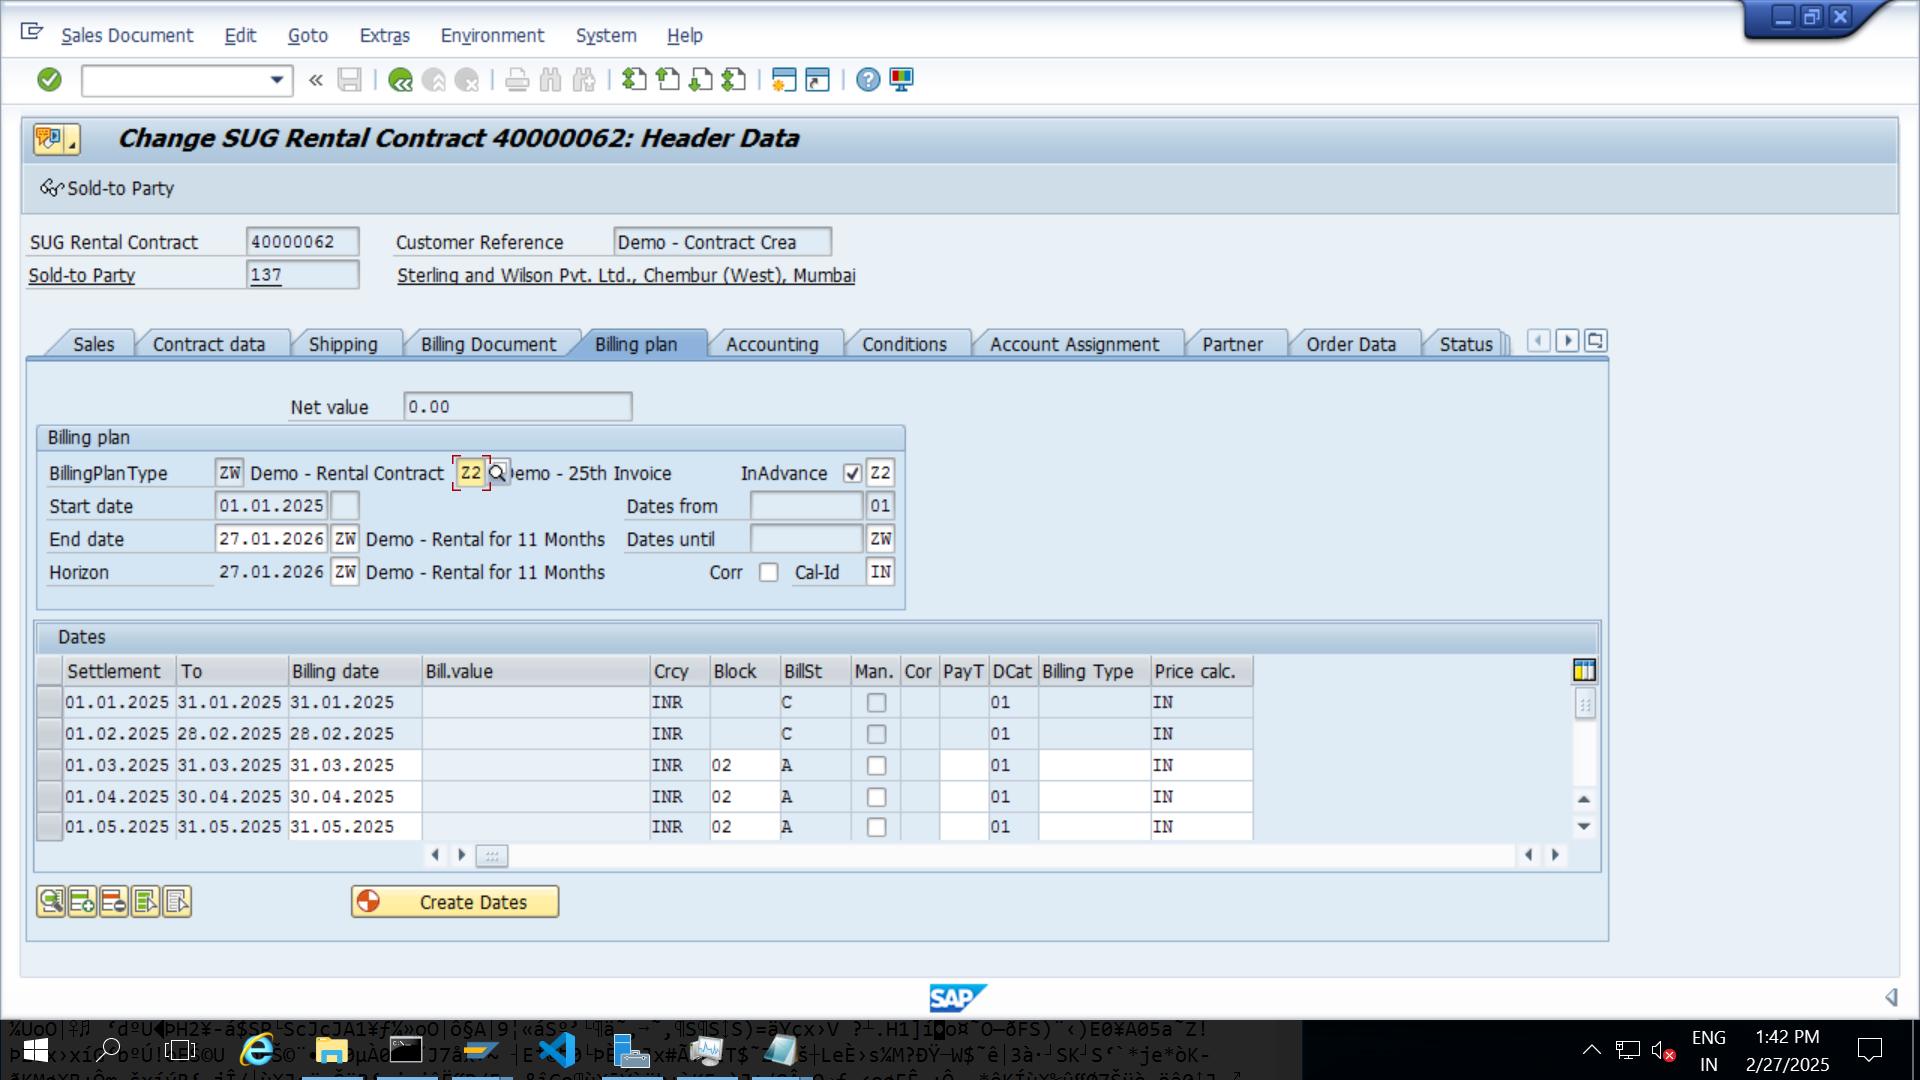 Sales Document Edit Goto Extras Environment System Help
Change SUG Rental Contract 40000062: Header Data
Sold-to Party
SUG Rental Contract 40000062 Customer Reference Demo - Contract Crea
Sold-to Party 137 Sterling and Wilson Pvt. Ltd., Chembur (West), Mumbai
Sales Contract data Shipping Billing Document Billing plan Accounting Conditions Account Assignment Partner Order Data Status
Net value 0.00
Billing plan
BillingPlanType ZW Demo - Rental Contract Z2 emo - 25th Invoice InAdvance Z2
Start date 01.01.2025 Dates from 01
End date 27.01.2026 ZW Demo - Rental for 11 Months Dates until ZW
Horizon 27.01.2026 ZW Demo - Rental for 11 Months Corr Cal-Id IN
Dates
Settlement To Billing date Bill.value Crcy Block BillSt Man. Cor PayT DCat Billing Type Price calc.
01.01.2025 31.01.2025 31.01.2025 INR C 01 IN
01.02.2025 28.02.2025 28.02.2025 INR C 01 IN
01.03.2025 31.03.2025 31.03.2025 INR 02 A 01 IN
01.04.2025 30.04.2025 30.04.2025 INR 02 A 01 IN
01.05.2025 31.05.2025 31.05.2025 INR 02 A 01 IN
Create Dates
SAP
ENG 1:42 PM
IN 2/27/2025